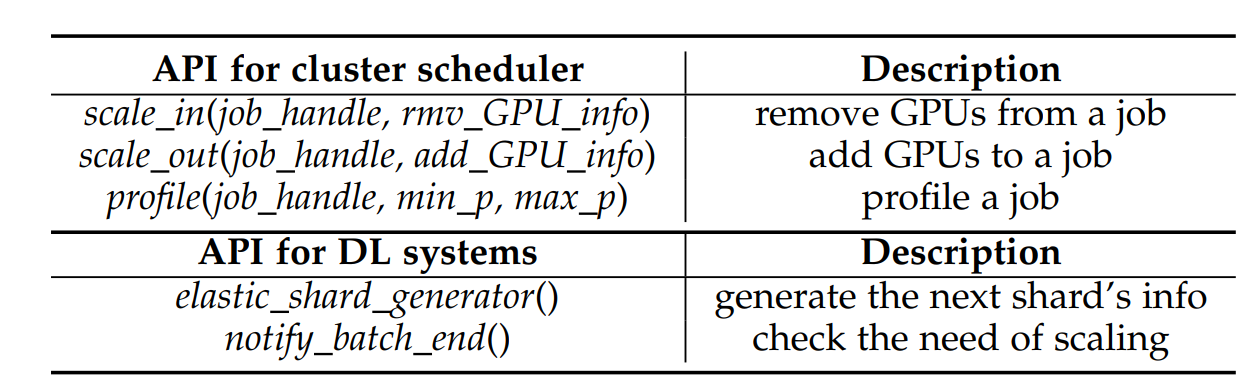 API for cluster scheduler Description
scale_in(job_handle, rmv_GPU_info) remove GPUs from a job
scale_out(job_handle, add_GPU_info) add GPUs to a job
profile(job_handle, min_p, max_p) profile a job
API for DL systems Description
elastic_shard_generator() generate the next shard’s info
notify_batch_end() check the need of scaling